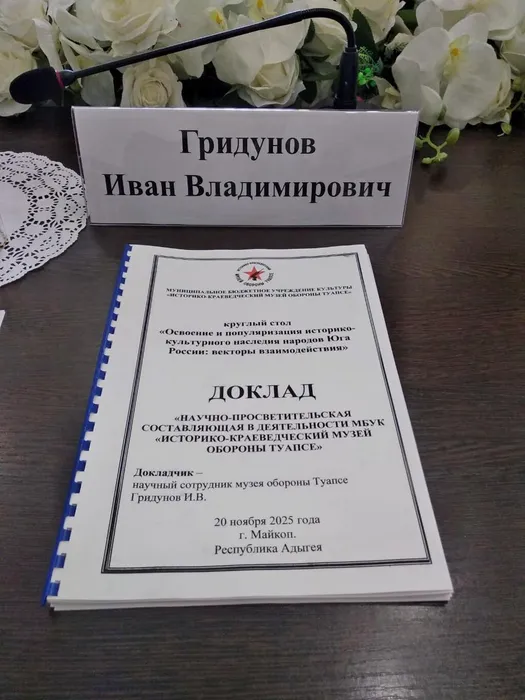 Гридунов
Иван Владимирович
МУНИЦИПАЛЬНОЕ БЮДЖЕТНОЕ УЧРЕЖДЕНИЕ КУЛЬТУРЫ
«ИСТОРИКО-КРАЕВЕДЧЕСКИЙ МУЗЕЙ ОБОРОНЫ ТУАПСЕ»
круглый стол
«Освоение и популяризация историко-
культурного наследия народов Юга
России: векторы взаимодействия»
ДОКЛАД
«НАУЧНО-ПРОСВЕТИТЕЛЬСКАЯ
СОСТАВЛЯЮЩАЯ В ДЕЯТЕЛЬНОСТИ МБУК
«ИСТОРИКО-КРАЕВЕДЧЕСКИЙ МУЗЕЙ
ОБОРОНЫ ТУАПСЕ»
Докладчик –
научный сотрудник музея обороны Туапсе
Гридунов И.В.
20 ноября 2025 года
г. Майкоп.
Республика Адыгея